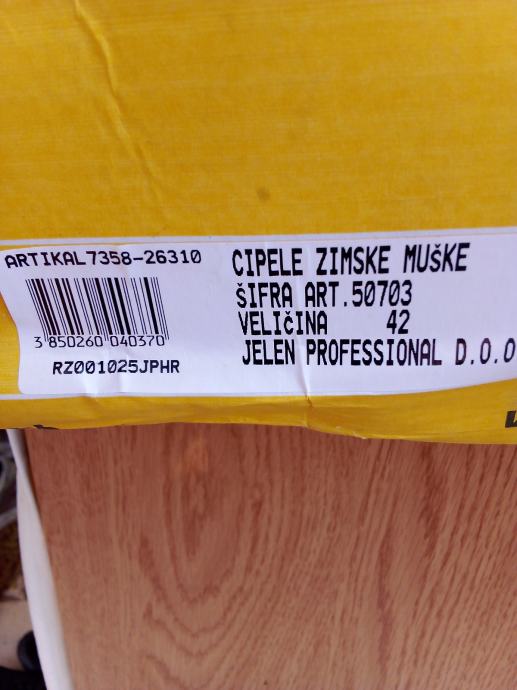 ARTIKAL7358-26310
3 850260 040370
RZ001025JPHR
CIPELE ZIMSKE MUŠKE
ŠIFRA ART.50703
VELIČINA 42
JELEN PROFESSIONAL D.O.O